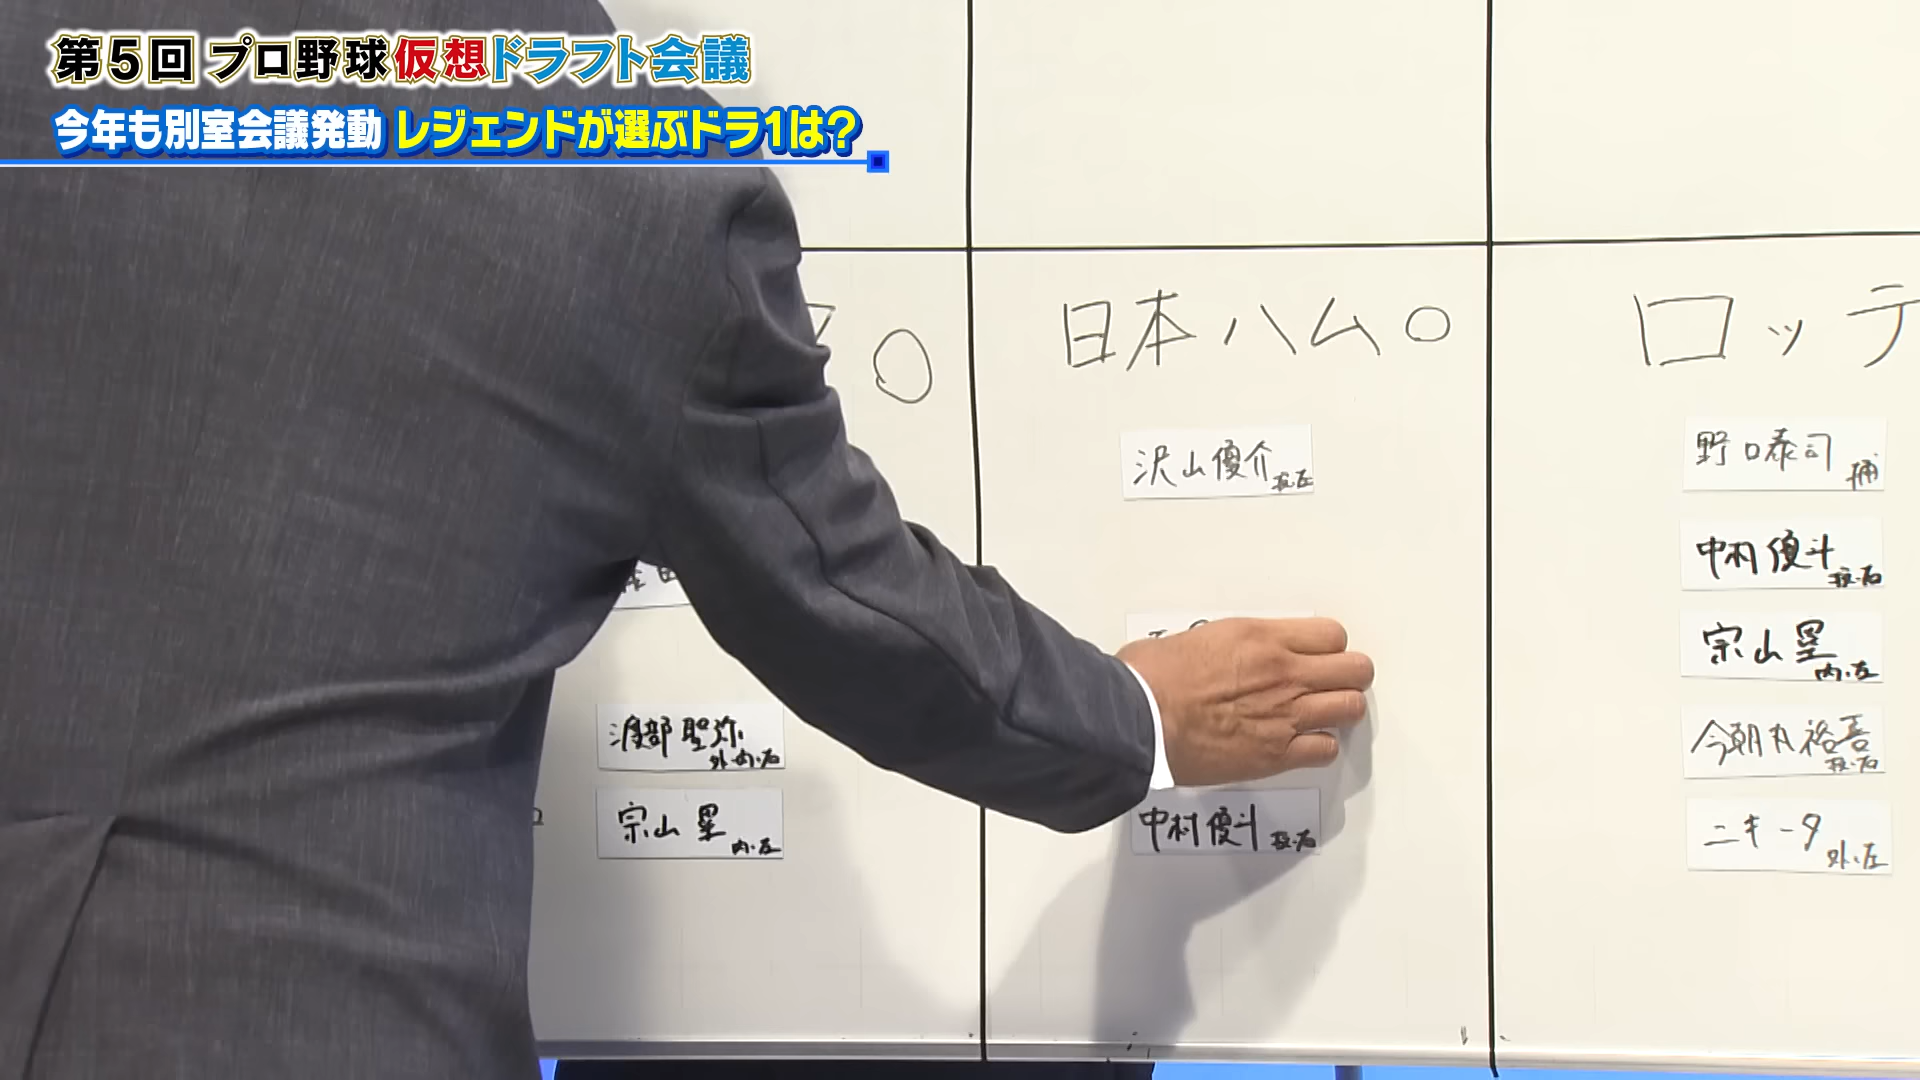 第5回 プロ野球仮想ドラフト会議
今年も別室会議発動 レジェンドが選ぶドラ1は?
日本ハム○
ロッテ
沢山優介 投・左
中村優斗 投・右
野口泰司 捕
中村優斗 投・右
宗山塁 内・左
今朝丸裕喜 投・右
ニキータ 外・左
渡部聖弥 外・内・右
宗山塁 内・左